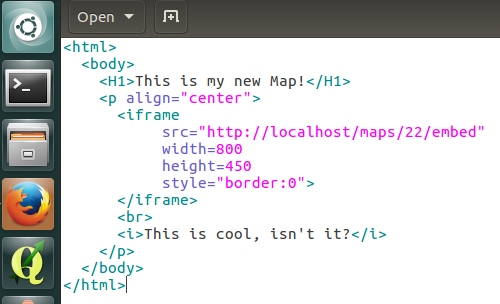 Open
<html>
<body>
<H1>This is my new Map!</H1>
<p align="center">
<iframe
src="http://localhost/maps/22/embed"
width=800
height=450
style="border:0">
</iframe>
<br>
<i>This is cool, isn't it?</i>
</p>
</body>
</html>